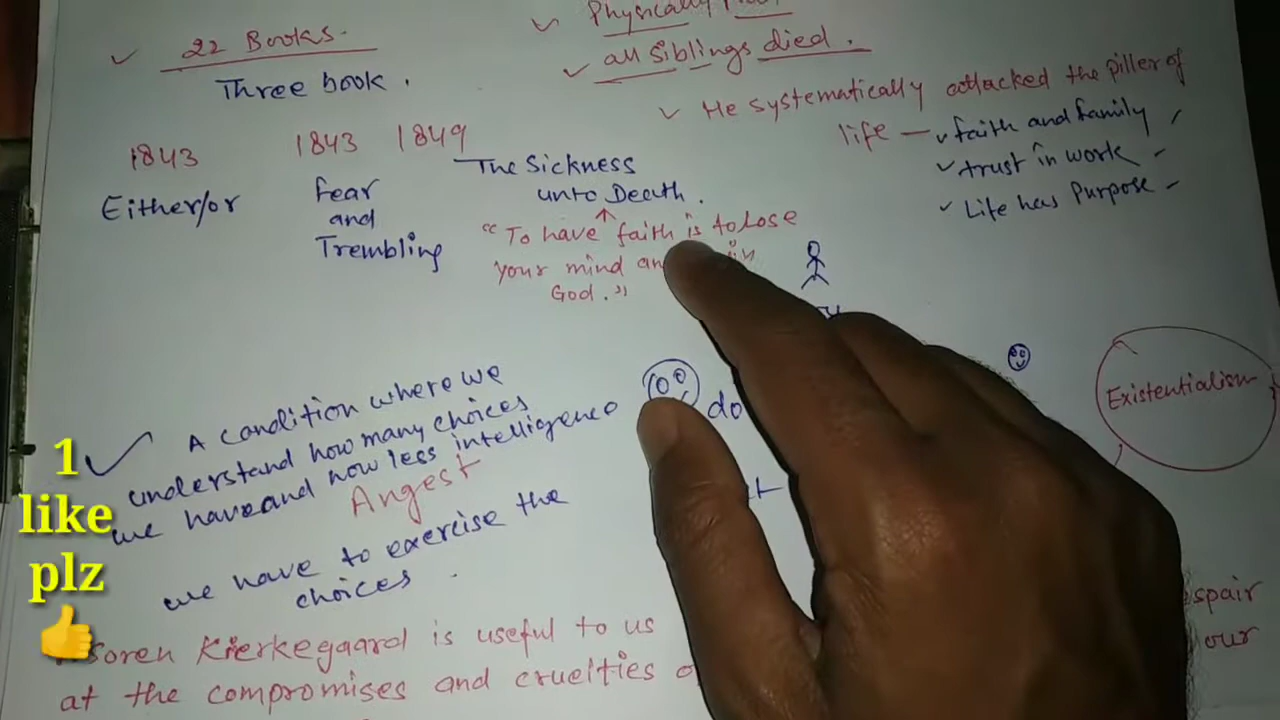 22 Books.
Three book.
Physically
all siblings died.
He systematically attacked the piller of
life — faith and family
trust in work
Life has Purpose
1843
Either/or
1843
Fear
and
Trembling
1849
The Sickness
unto Death.
"To have faith is to lose
your mind
God."
Existentialism
A condition where we
understand how many choices
we have and how less intelligence
do
Angest
we have to exercise the
choices.
Soren Kierkegaard is useful to us
at the compromises and cruelties
our
1
like
plz